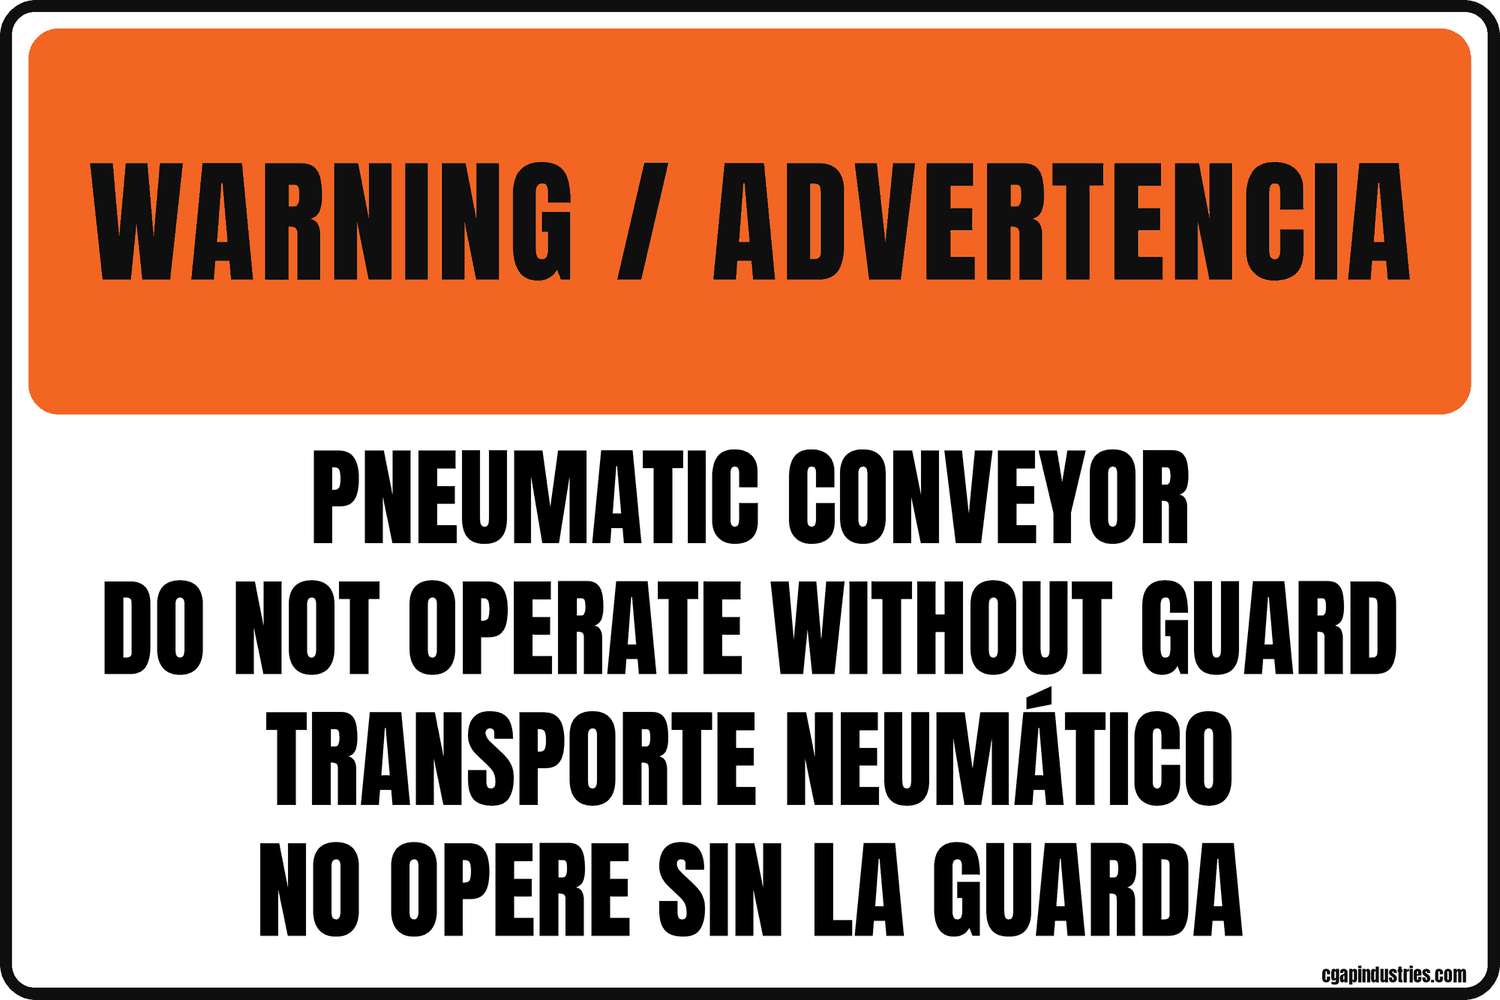 WARNING / ADVERTENCIA
PNEUMATIC CONVEYOR
DO NOT OPERATE WITHOUT GUARD
TRANSPORTE NEUMÁTICO
NO OPERE SIN LA GUARDA
cgapindustries.com